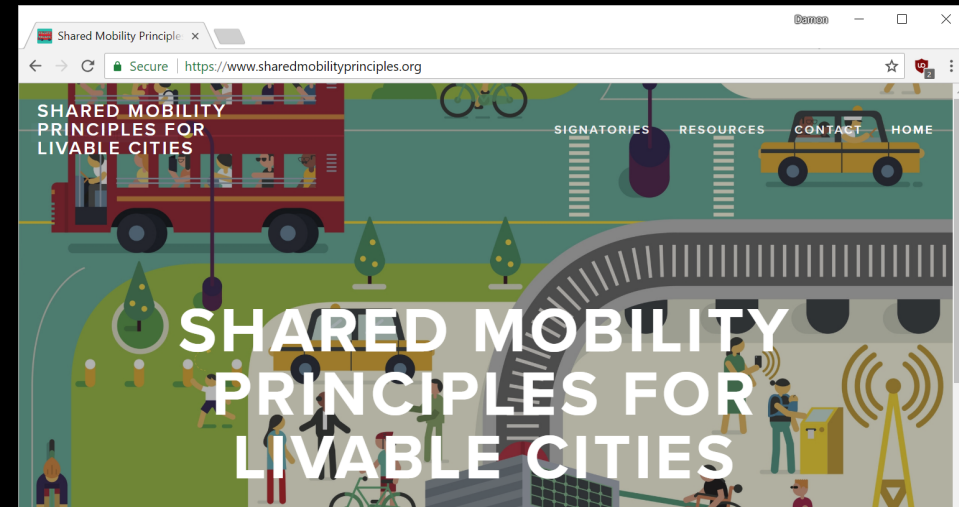 Damon
Shared Mobility Principle
Secure | https://www.sharedmobilityprinciples.org
2
SHARED MOBILITY
PRINCIPLES FOR
LIVABLE CITIES
SIGNATORIES RESOURCES CONTACT HOME
SHARED MOBILITY
PRINCIPLES FOR
LIVABLE CITIES